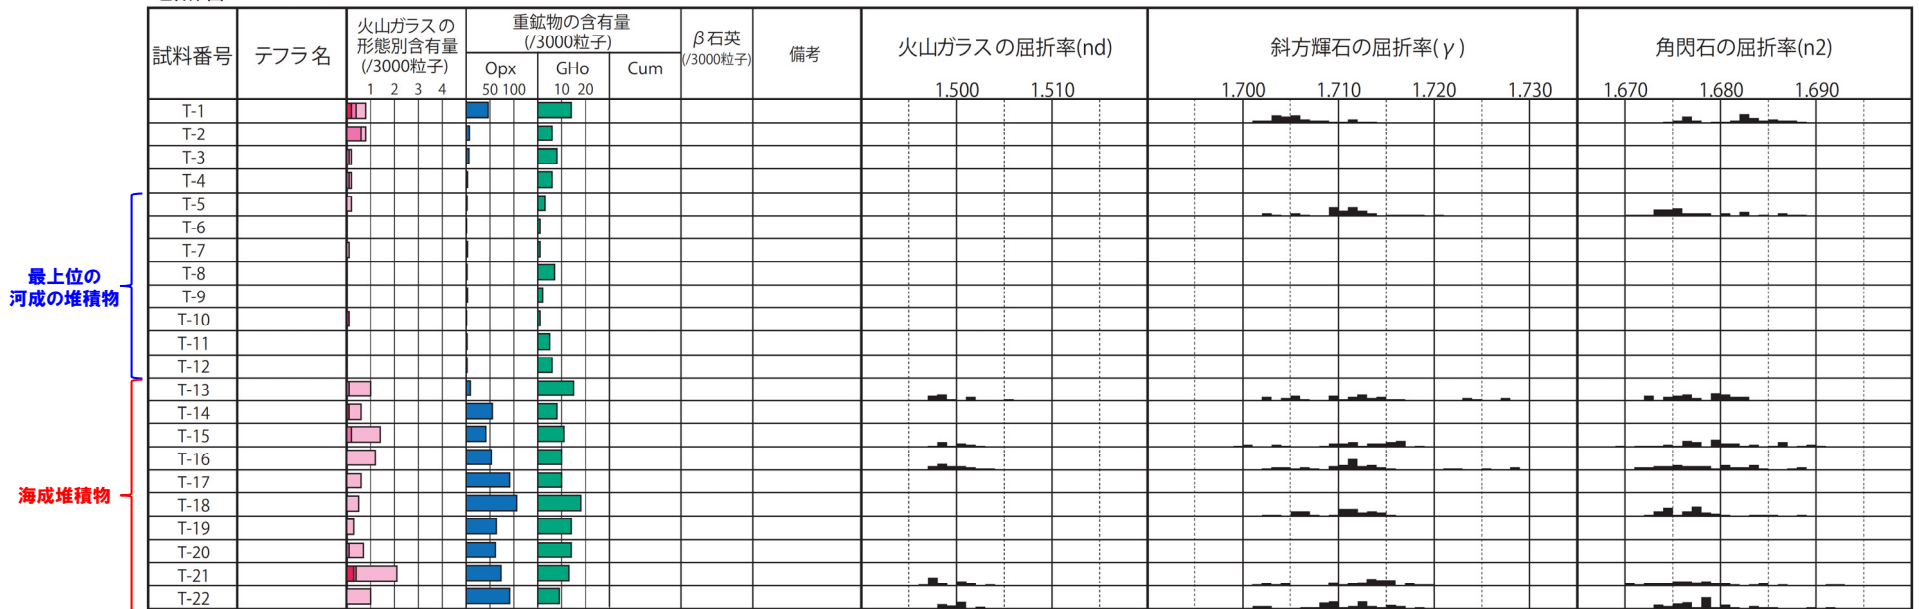 試料番号
テフラ名
火山ガラスの
形態別含有量
(/3000粒子)
1 2 3 4
重鉱物の含有量
(/3000粒子)
Opx
50 100
GHo
10 20
Cum
β石英
(/3000粒子)
備考
火山ガラスの屈折率(nd)
1.500 1.510
斜方輝石の屈折率(γ)
1.700 1.710 1.720 1.730
角閃石の屈折率(n2)
1.670 1.680 1.690
T-1
T-2
T-3
T-4
T-5
T-6
T-7
T-8
T-9
T-10
T-11
T-12
T-13
T-14
T-15
T-16
T-17
T-18
T-19
T-20
T-21
T-22
最上位の
河成の堆積物
海成堆積物